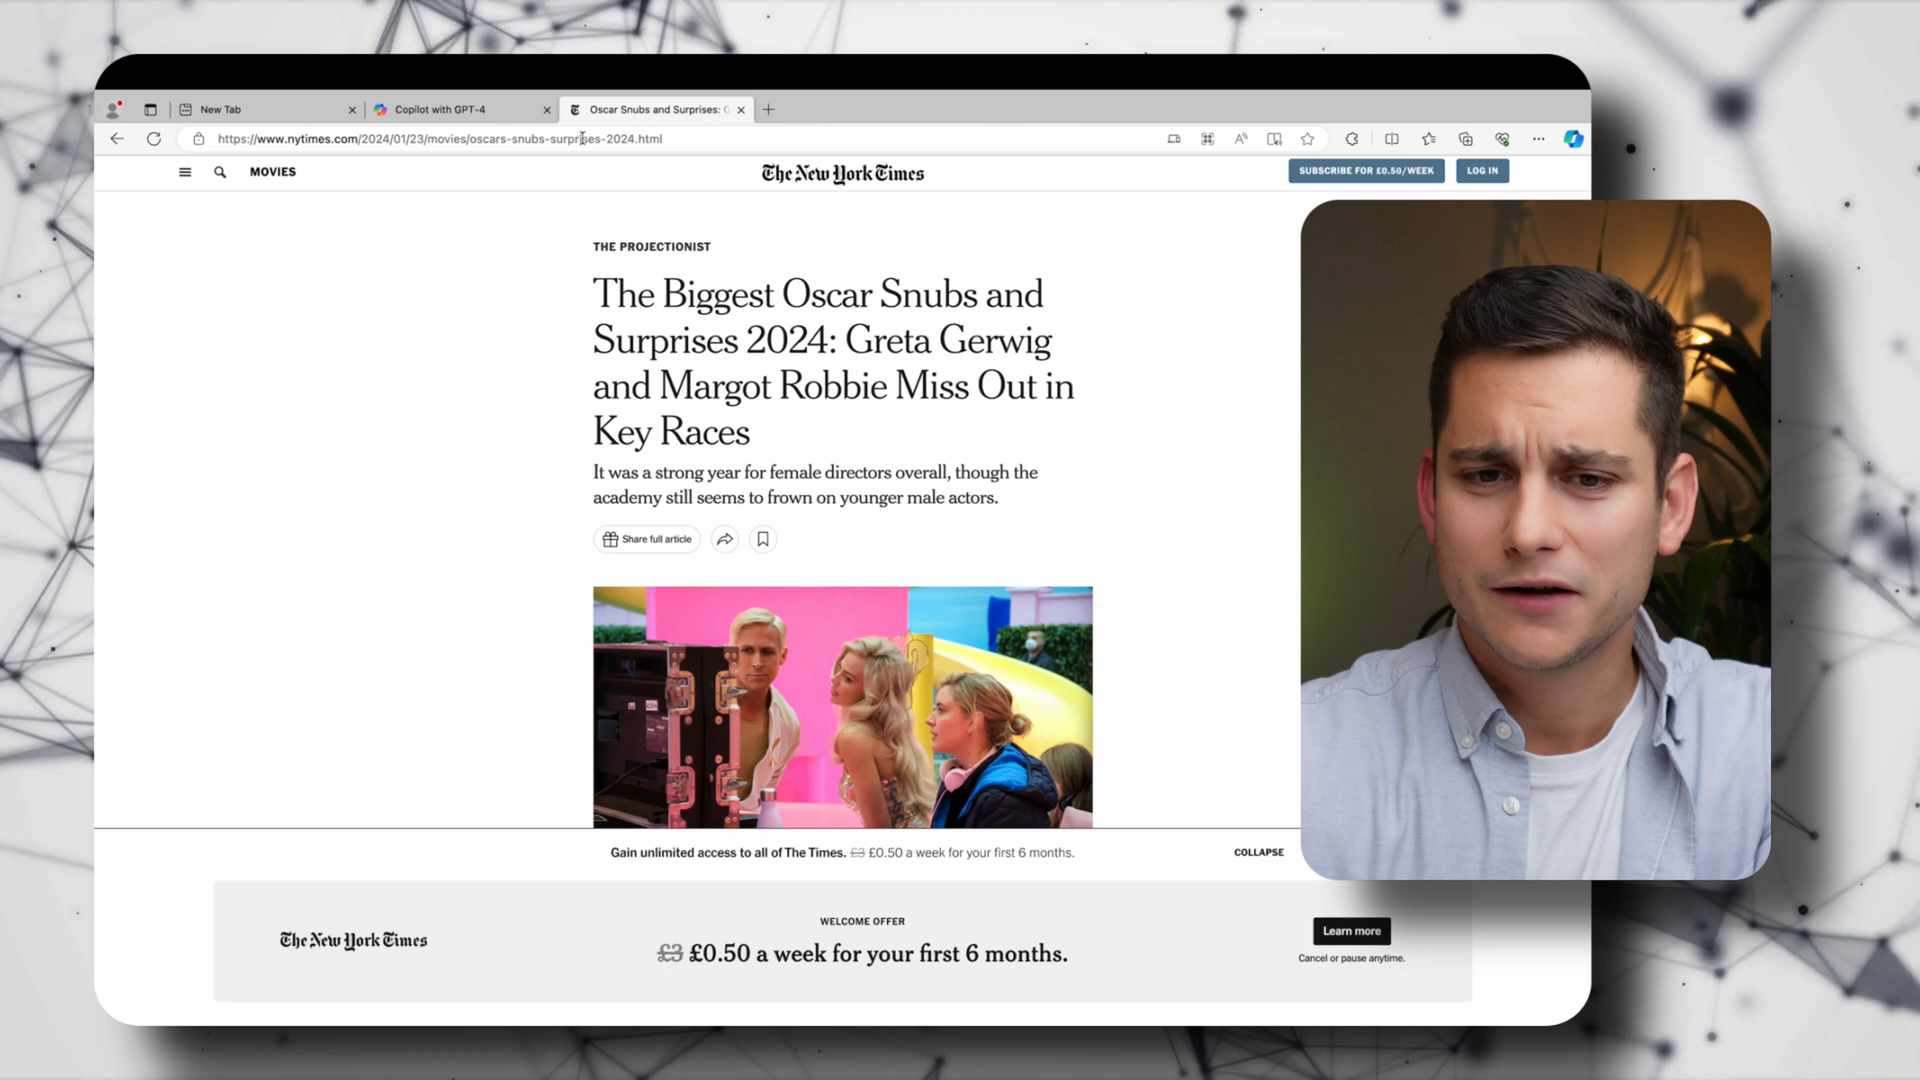 New Tab
Copilot with GPT-4
Oscar Snubs and Surprises: G
https://www.nytimes.com/2024/01/23/movies/oscars-snubs-surprises-2024.html
MOVIES
The New York Times
SUBSCRIBE FOR £0.50/WEEK
LOG IN
THE PROJECTIONIST
The Biggest Oscar Snubs and
Surprises 2024: Greta Gerwig
and Margot Robbie Miss Out in
Key Races
It was a strong year for female directors overall, though the
academy still seems to frown on younger male actors.
Share full article
Gain unlimited access to all of The Times. £3 £0.50 a week for your first 6 months.
COLLAPSE
WELCOME OFFER
The New York Times
£3 £0.50 a week for your first 6 months.
Learn more
Cancel or pause anytime.